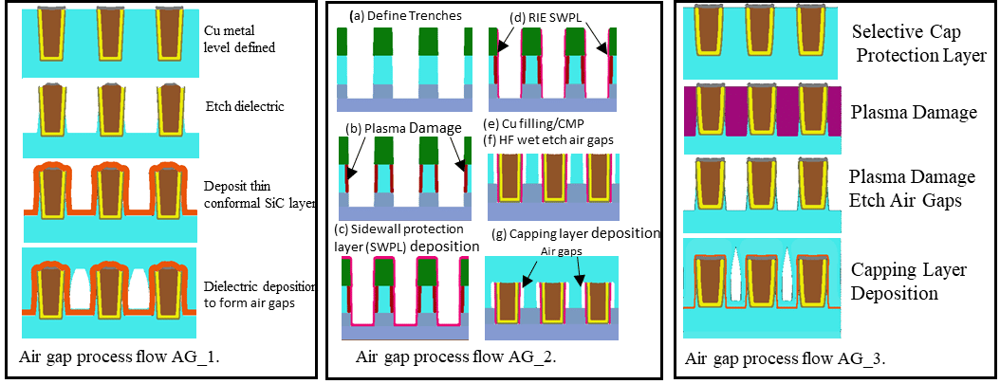 Cu metal
level defined
Etch dielectric
Deposit thin
conformal SiC layer
Dielectric deposition
to form air gaps
Air gap process flow AG_1.
(a) Define Trenches
(b) Plasma Damage
(c) Sidewall protection
layer (SWPL) deposition
(d) RIE SWPL
(e) Cu filling/CMP
(f) HF wet etch air gaps
(g) Capping layer deposition
Air gaps
Air gap process flow AG_2.
Selective Cap
Protection Layer
Plasma Damage
Plasma Damage
Etch Air Gaps
Capping Layer
Deposition
Air gap process flow AG_3.